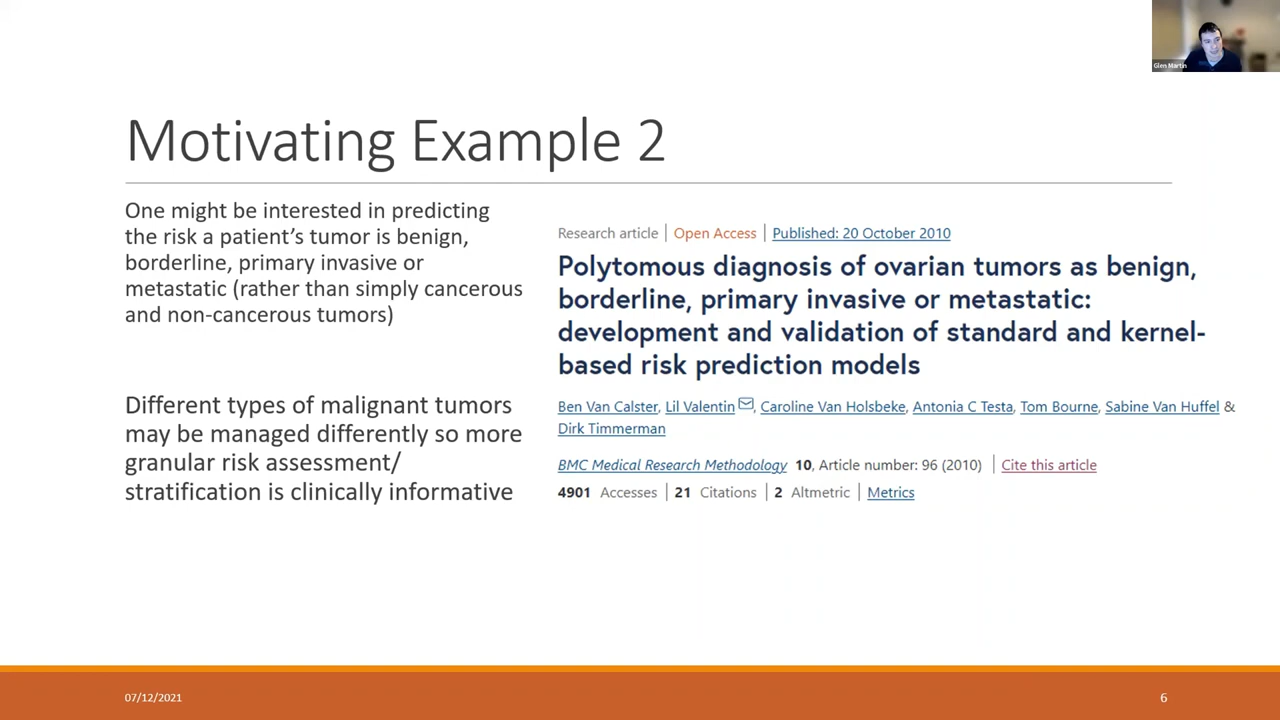 Glen Martin
Motivating Example 2
One might be interested in predicting
the risk a patient's tumor is benign,
borderline, primary invasive or
metastatic (rather than simply cancerous
and non-cancerous tumors)
Different types of malignant tumors
may be managed differently so more
granular risk assessment/
stratification is clinically informative
Research article | Open Access | Published: 20 October 2010
Polytomous diagnosis of ovarian tumors as benign,
borderline, primary invasive or metastatic:
development and validation of standard and kernel-
based risk prediction models
Ben Van Calster, Lil Valentin, Caroline Van Holsbeke, Antonia C Testa, Tom Bourne, Sabine Van Huffel &
Dirk Timmerman
BMC Medical Research Methodology 10, Article number: 96 (2010) | Cite this article
4901 Accesses | 21 Citations | 2 Altmetric | Metrics
07/12/2021
6